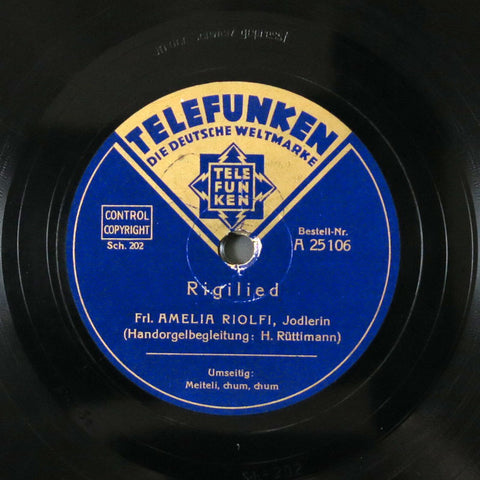 TELEFUNKEN
DIE DEUTSCHE WELTMARKE
TELE
FUN
KEN
CONTROL
COPYRIGHT
Sch. 202
Bestell-Nr.
A 25106
Rigilied
Frl. AMELIA RIOLFI, Jodlerin
(Handorgelbegleitung: H. Rüttimann)
Umseitig:
Meiteli, chum, chum